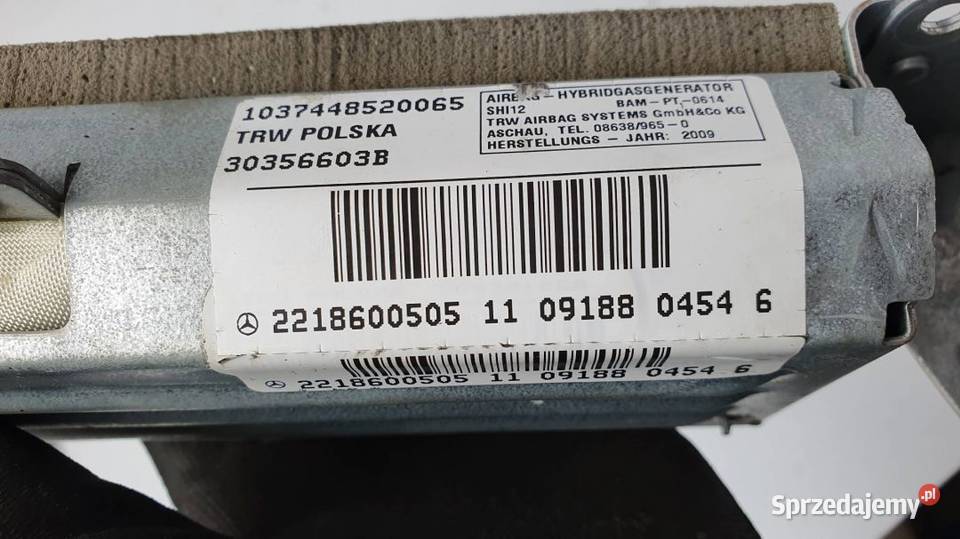 1037448520065
TRW POLSKA
30356603B
AIRBAG - HYBRIDGASGENERATOR
SHI12 BAM-PT,-0614
TRW AIRBAG SYSTEMS GmbH&Co KG
ASCHAU, TEL. 08638/965-0
HERSTELLUNGS - JAHR: 2009
2218600505 11 09188 0454 6
2218600505 11 09188 0454 6
Sprzedajemy.pl